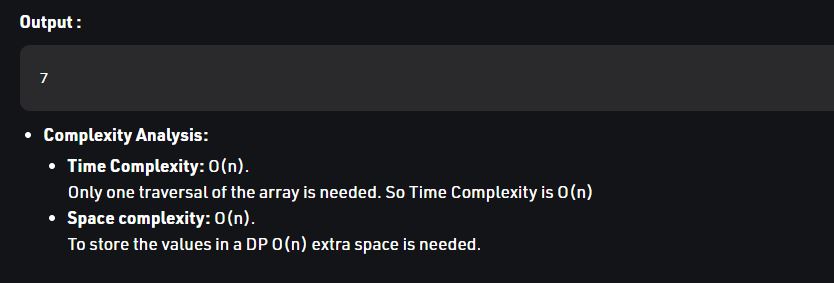 Output :
7
• Complexity Analysis:
• Time Complexity: O(n).
Only one traversal of the array is needed. So Time Complexity is O(n)
• Space complexity: O(n).
To store the values in a DP O(n) extra space is needed.